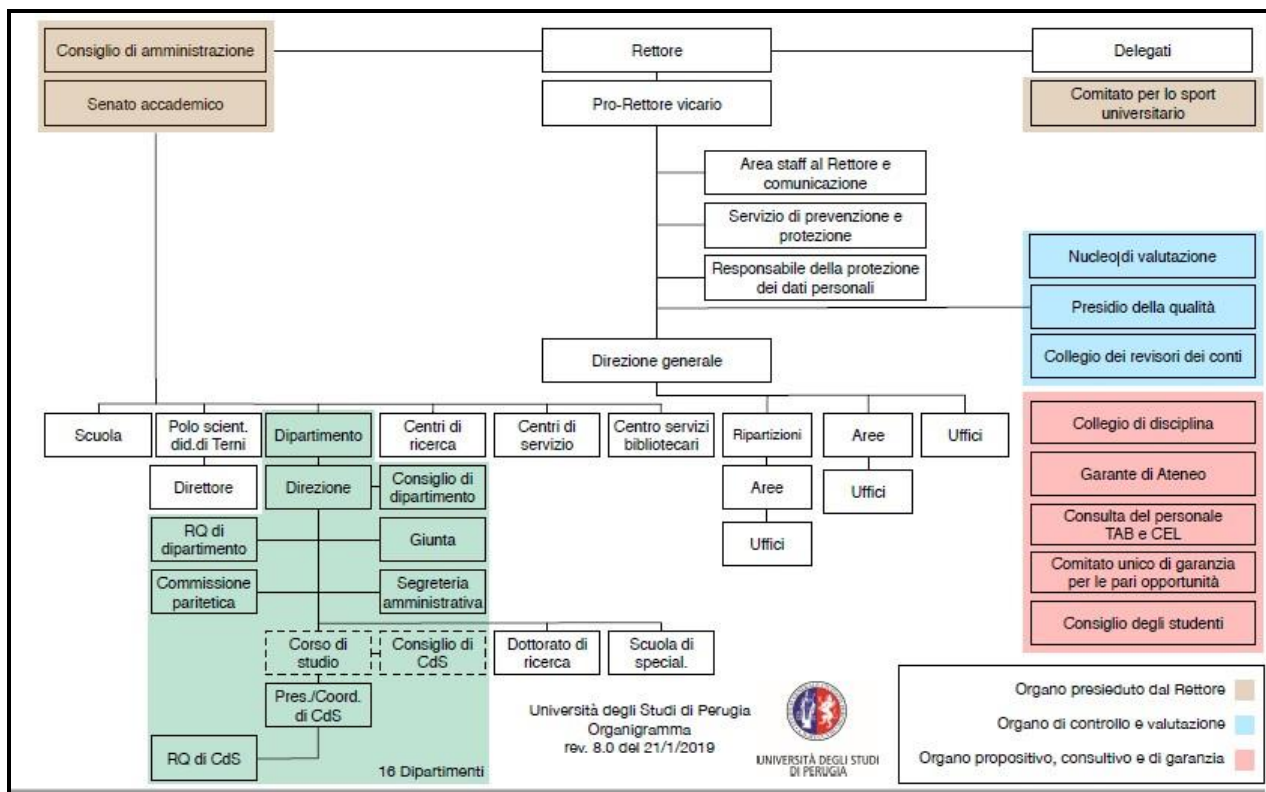 Consiglio di amministrazione
Rettore
Delegati
Senato accademico
Pro-Rettore vicario
Comitato per lo sport
universitario
Area staff al Rettore e
comunicazione
Servizio di prevenzione e
protezione
Responsabile della protezione
dei dati personali
Nucleo di valutazione
Presidio della qualità
Collegio dei revisori dei conti
Direzione generale
Scuola
Polo scient.
did.di Terni
Dipartimento
Centri di
ricerca
Centri di
servizio
Centro servizi
bibliotecari
Ripartizioni
Aree
Uffici
Direttore
Direzione
Consiglio di
dipartimento
Aree
Uffici
RQ di
dipartimento
Giunta
Uffici
Commissione
paritetica
Segreteria
amministrativa
Corso di
studio
Consiglio di
CdS
Dottorato di
ricerca
Scuola di
special.
Pres./Coord.
di CdS
RQ di CdS
16 Dipartimenti
Collegio di disciplina
Garante di Ateneo
Consulta del personale
TAB e CEL
Comitato unico di garanzia
per le pari opportunità
Consiglio degli studenti
Università degli Studi di Perugia
Organigramma
rev. 8.0 del 21/1/2019
UNIVERSITÀ DEGLI STUDI
DI PERUGIA
Organo presieduto dal Rettore
Organo di controllo e valutazione
Organo propositivo, consultivo e di garanzia